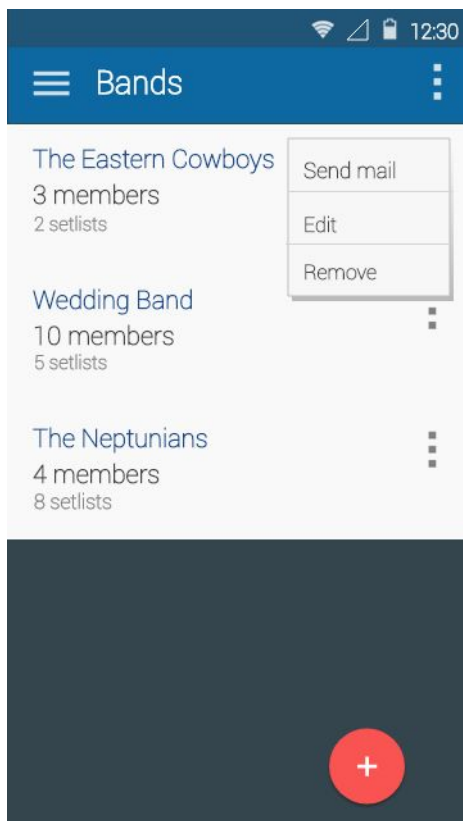 12:30
Bands
The Eastern Cowboys
3 members
2 setlists
Send mail
Edit
Remove
Wedding Band
10 members
5 setlists
The Neptunians
4 members
8 setlists
+